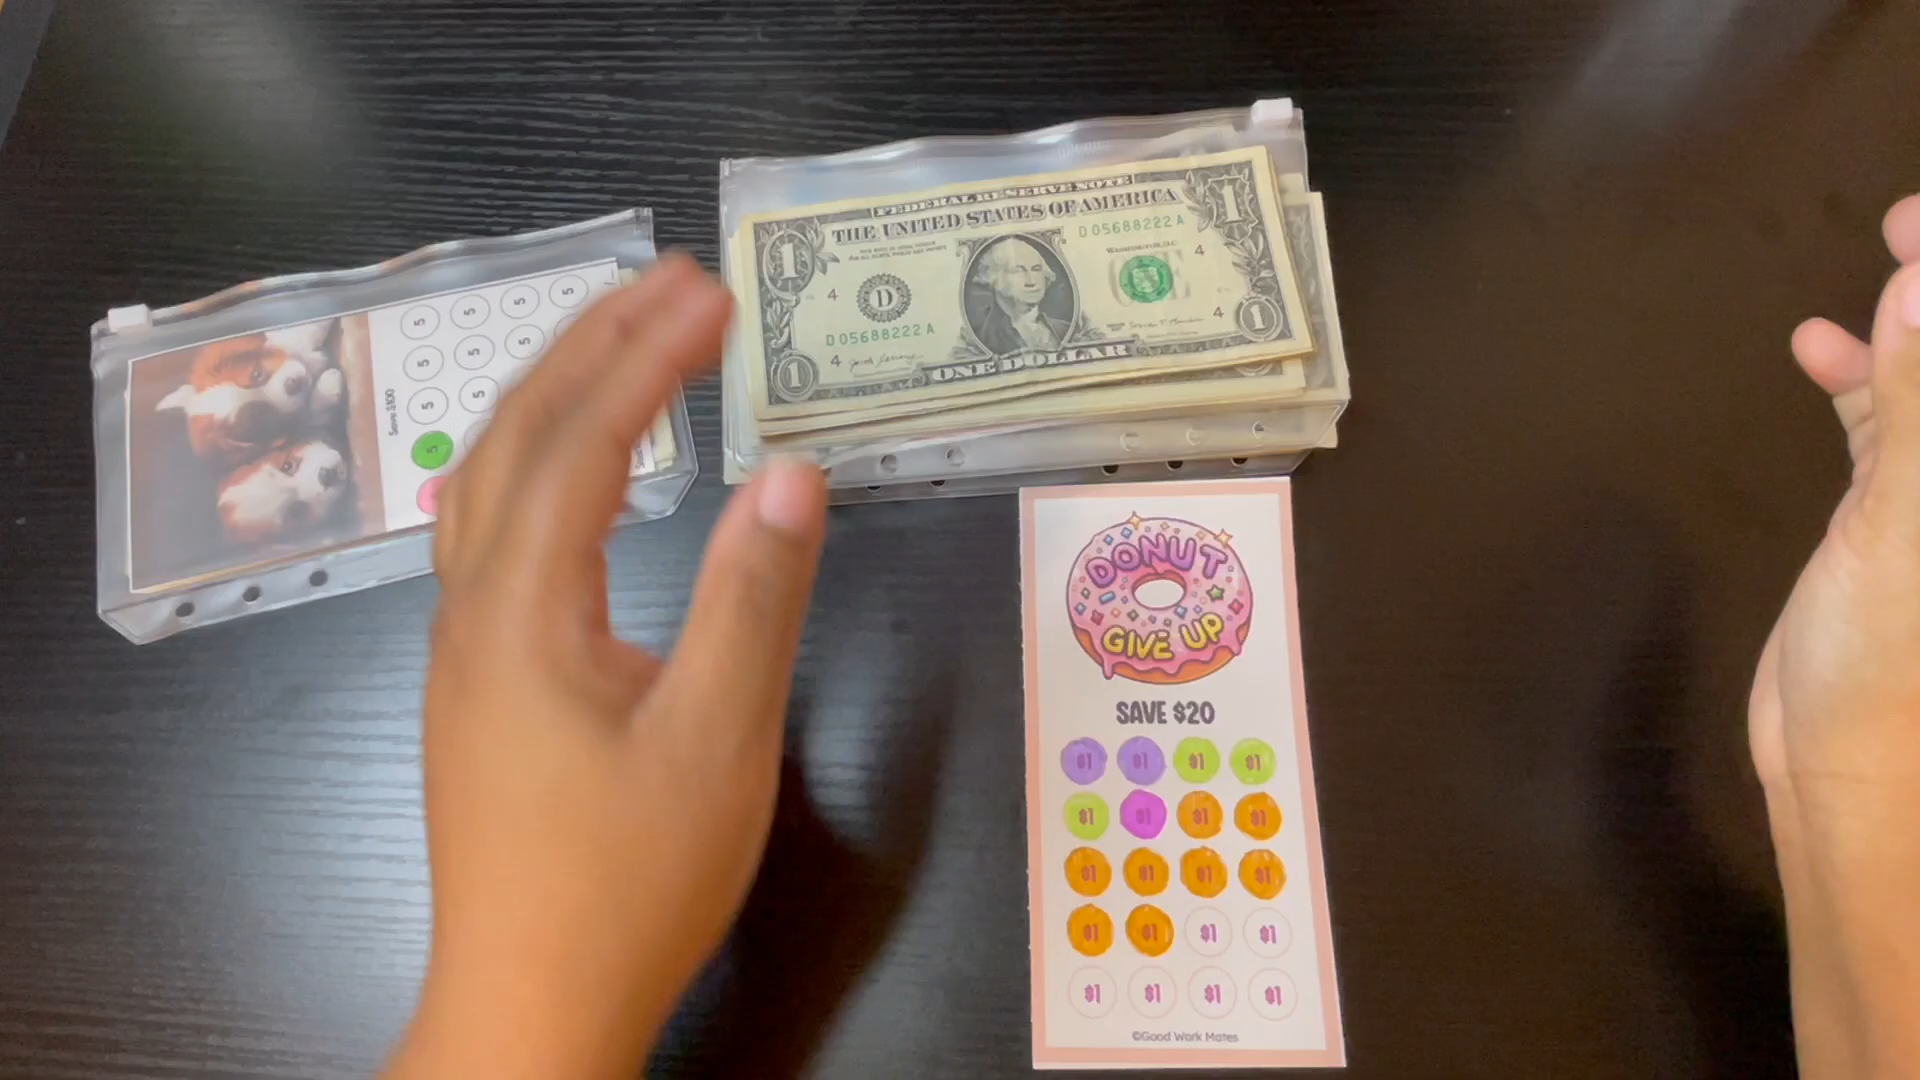 FEDERAL RESERVE NOTE
THE UNITED STATES OF AMERICA
D 05688222 A
WASHINGTON, D.C.
1
1
4
4
D
D 05688222 A
4
4
1
1
ONE DOLLAR
Save $100
5 5 5 5
5 5 5
5 5
5
DONUT
GIVE UP
SAVE $20
$1 $1 $1 $1
$1 $1 $1 $1
$1 $1 $1 $1
$1 $1 $1 $1
$1 $1 $1 $1
©Good Work Mates